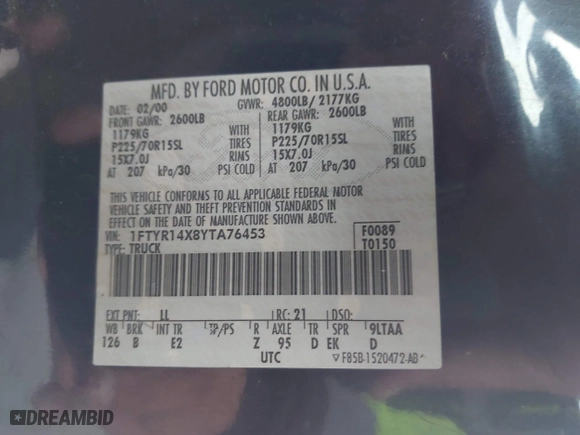 MFD. BY FORD MOTOR CO. IN U.S.A.
DATE: 02/00 GVWR: 4800LB/ 2177KG
FRONT GAWR: 2600LB REAR GAWR: 2600LB
1179KG WITH 1179KG WITH
P225/70R15SL TIRES P225/70R15SL TIRES
15X7.0J RIMS 15X7.0J RIMS
AT 207 kPa/30 PSI COLD AT 207 kPa/30 PSI COLD
THIS VEHICLE CONFORMS TO ALL APPLICABLE FEDERAL MOTOR
VEHICLE SAFETY AND THEFT PREVENTION STANDARDS IN
EFFECT ON THE DATE OF MANUFACTURE SHOWN ABOVE.
VIN: 1FTYR14X8YTA76453 F0089
TYPE: TRUCK T0150
EXT PNT: LL RC: 21 DSO:
WB BRK INT TR TP/PS R AXLE TR SPR 9LTAA
126 B E2 Z 95 D EK D
UTC ▽F85B-1520472-AB
DREAMBID